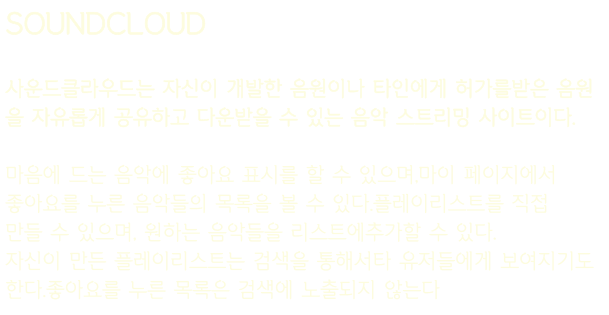 SOUNDCLOUD
사운드클라우드는 자신이 개발한 음원이나 타인에게 허가를받은 음원
을 자유롭게 공유하고 다운받을 수 있는 음악 스트리밍 사이트이다.
마음에 드는 음악에 좋아요 표시를 할 수 있으며,마이 페이지에서
좋아요를 누른 음악들의 목록을 볼 수 있다.플레이리스트를 직접
만들 수 있으며, 원하는 음악들을 리스트에추가할 수 있다.
자신이 만든 플레이리스트는 검색을 통해서타 유저들에게 보여지기도
한다.좋아요를 누른 목록은 검색에 노출되지 않는다.